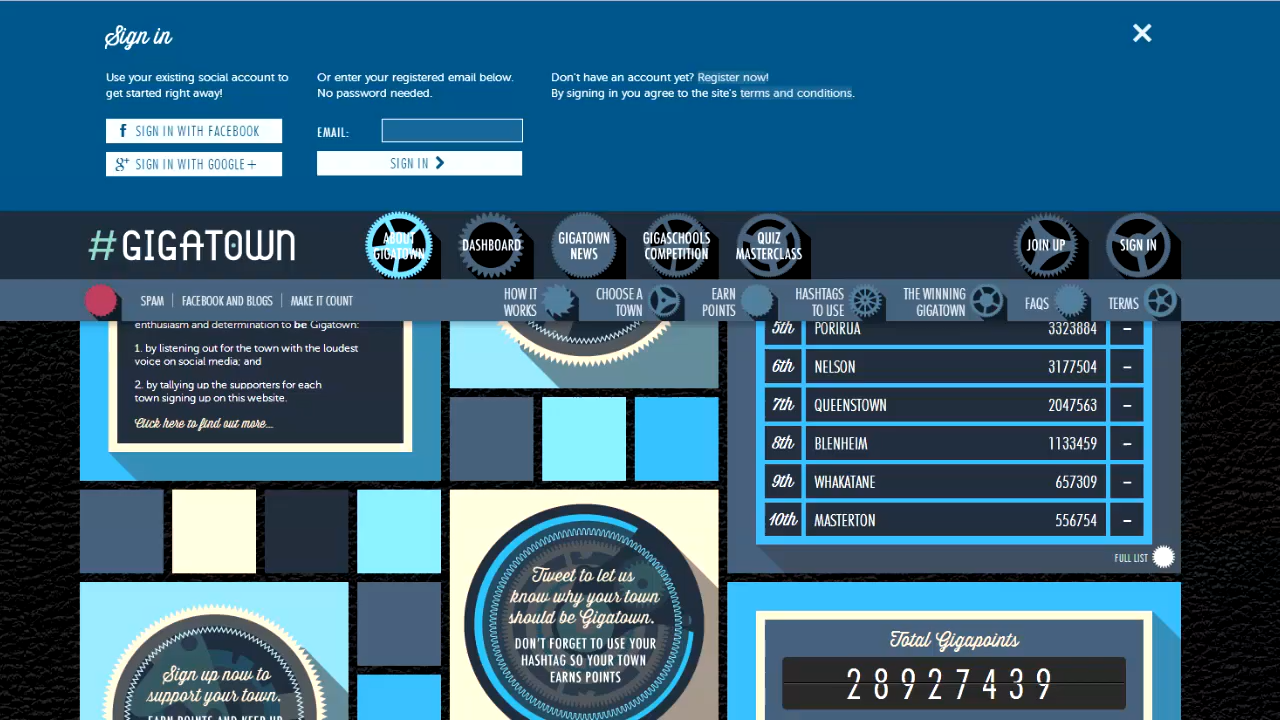 Sign in
Use your existing social account to
get started right away!
f SIGN IN WITH FACEBOOK
g+ SIGN IN WITH GOOGLE+
Or enter your registered email below.
No password needed.
EMAIL:
SIGN IN
Don't have an account yet? Register now!
By signing in you agree to the site's terms and conditions.
#GIGATOWN
ABOUT
GIGATOWN
DASHBOARD
GIGATOWN
NEWS
GIGASCHOOLS
COMPETITION
QUIZ
MASTERCLASS
JOIN UP
SIGN IN
SPAM
FACEBOOK AND BLOGS
MAKE IT COUNT
HOW IT
WORKS
CHOOSE A
TOWN
EARN
POINTS
HASHTAGS
TO USE
THE WINNING
GIGATOWN
FAQS
TERMS
enthusiasm and determination to be Gigatown:
1. by listening out for the town with the loudest
voice on social media; and
2. by tallying up the supporters for each
town signing up on this website.
Click here to find out more...
5th PORIRUA 3323884 –
6th NELSON 3177504 –
7th QUEENSTOWN 2047563 –
8th BLENHEIM 1133459 –
9th WHAKATANE 657309 –
10th MASTERTON 556754 –
FULL LIST
Tweet to let us
know why your town
should be Gigatown.
DON'T FORGET TO USE YOUR
HASHTAG SO YOUR TOWN
EARNS POINTS
Sign up now to
support your town.
EARN POINTS AND KEEP UP
Total Gigapoints
28927439